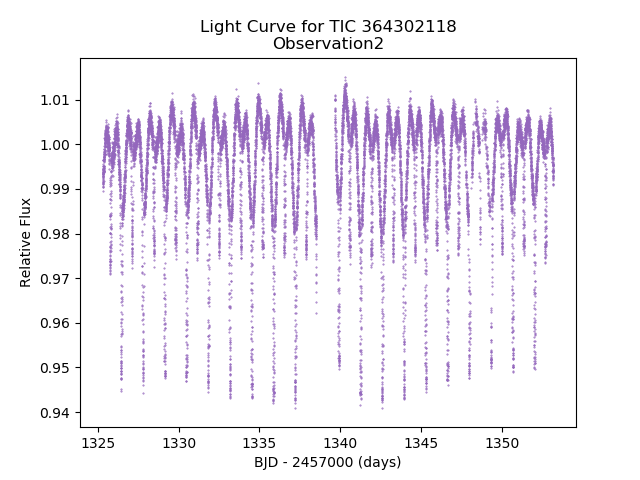 Light Curve for TIC 364302118
Observation2
Relative Flux
1.01
1.00
0.99
0.98
0.97
0.96
0.95
0.94
1325 1330 1335 1340 1345 1350
BJD - 2457000 (days)